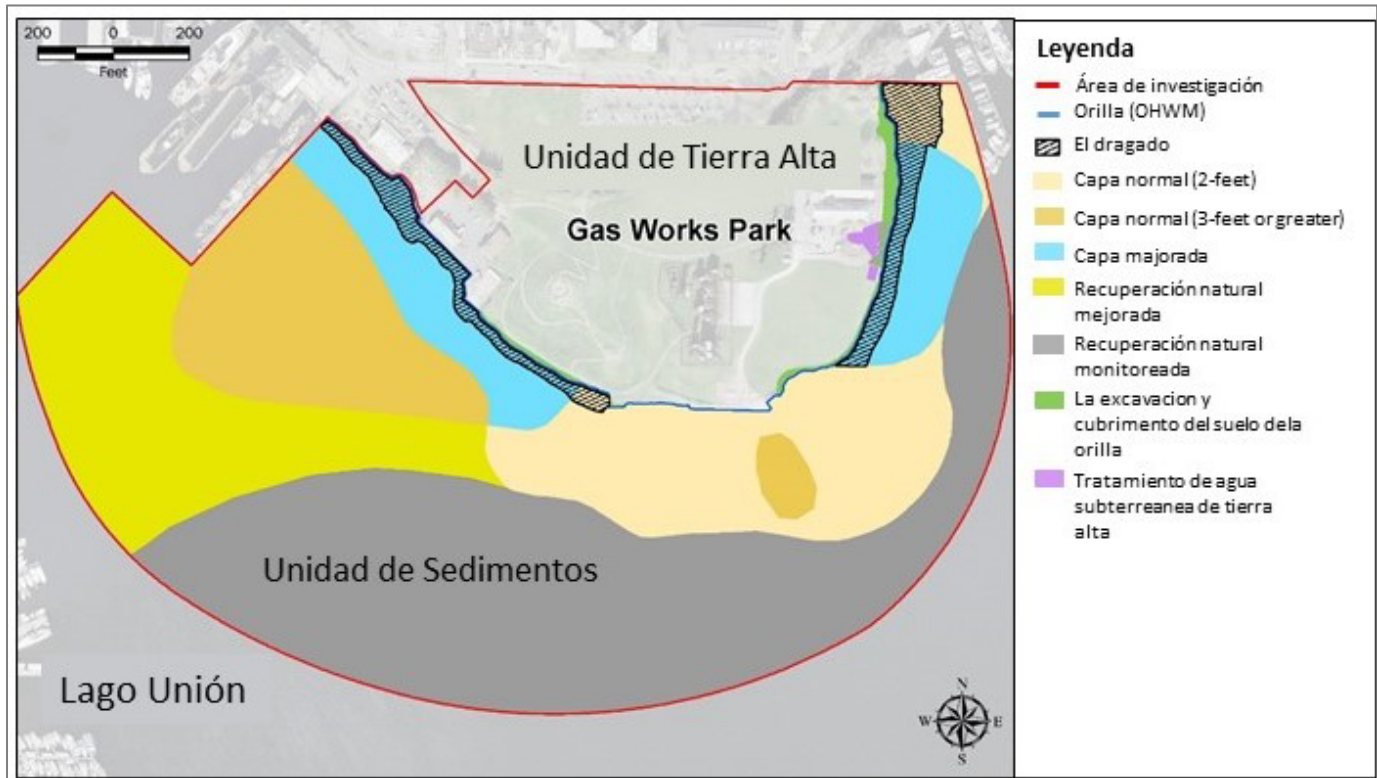 200 0 200
Feet
Unidad de Tierra Alta
Gas Works Park
Unidad de Sedimentos
Lago Unión
N
W E
S
Leyenda
Área de investigación
Orilla (OHWM)
El dragado
Capa normal (2-feet)
Capa normal (3-feet or greater)
Capa majorada
Recuperación natural
mejorada
Recuperación natural
monitoreada
La excavacion y
cubrimento del suelo dela
orilla
Tratamiento de agua
subterreanea de tierra
alta